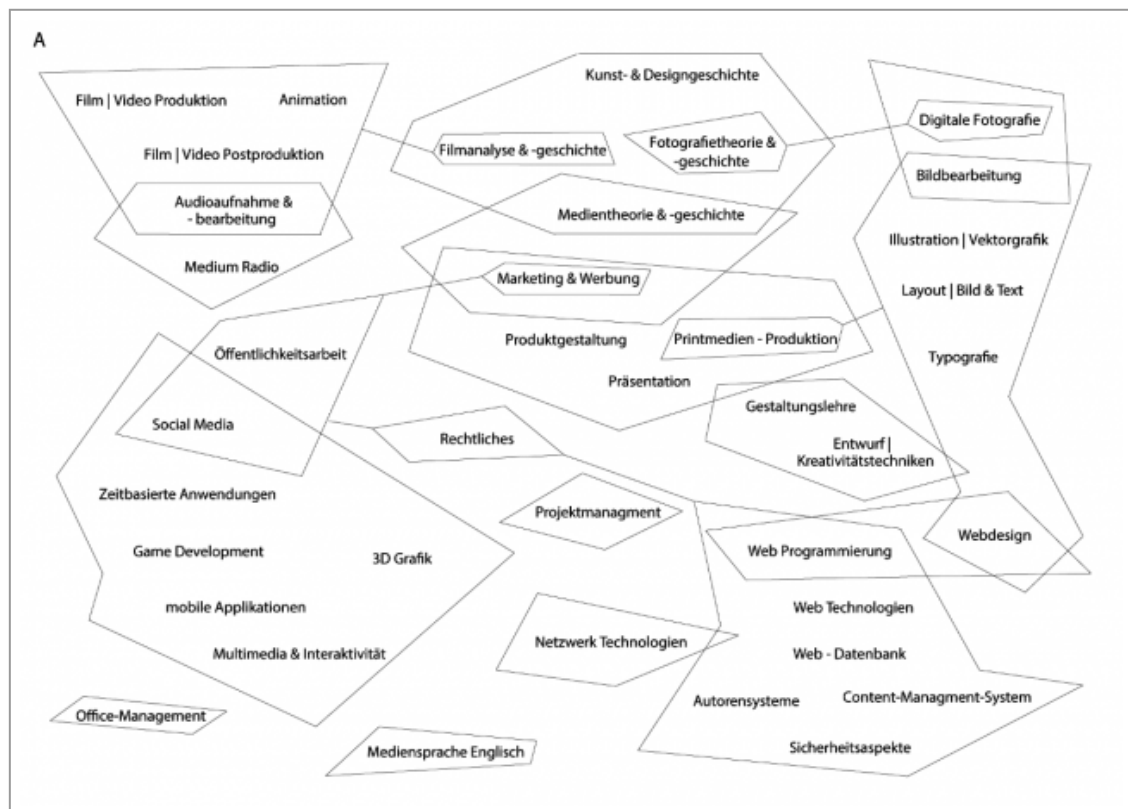 A
Kunst- & Designgeschichte
Film | Video Produktion
Animation
Digitale Fotografie
Filmanalyse & -geschichte
Fotografietheorie &
-geschichte
Film | Video Postproduktion
Bildbearbeitung
Audioaufnahme &
- bearbeitung
Medientheorie & -geschichte
Illustration | Vektorgrafik
Medium Radio
Marketing & Werbung
Layout | Bild & Text
Produktgestaltung
Printmedien - Produktion
Öffentlichkeitsarbeit
Typografie
Präsentation
Gestaltungslehre
Social Media
Rechtliches
Entwurf |
Kreativitätstechniken
Zeitbasierte Anwendungen
Projektmanagment
Webdesign
Game Development
3D Grafik
Web Programmierung
mobile Applikationen
Web Technologien
Netzwerk Technologien
Multimedia & Interaktivität
Web - Datenbank
Autorensysteme
Content-Managment-System
Office-Management
Mediensprache Englisch
Sicherheitsaspekte